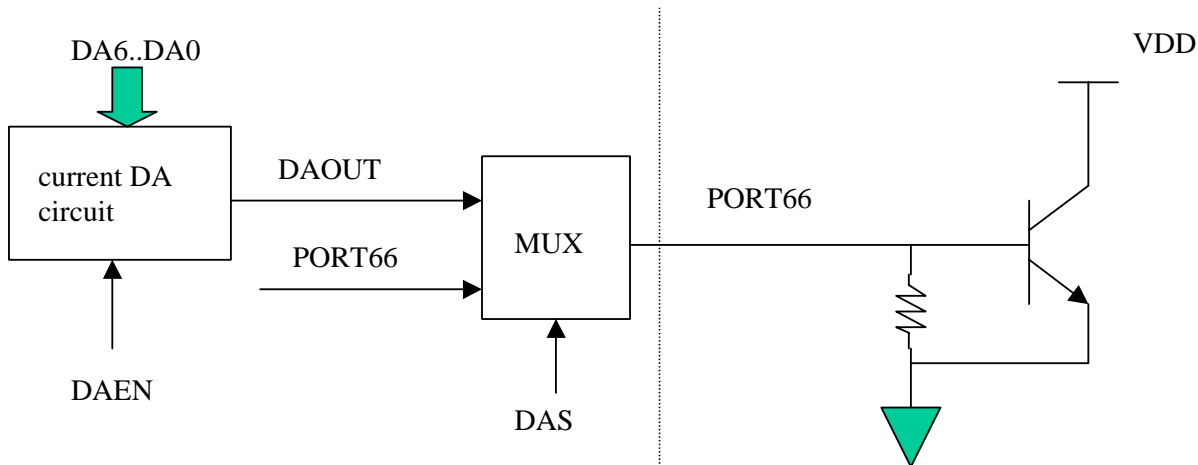 DA6..DA0
VDD
current DA
circuit
DAOUT
PORT66
MUX
PORT66
DAEN
DAS